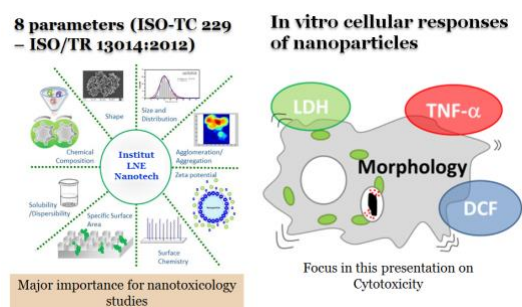 8 parameters (ISO-TC 229
– ISO/TR 13014:2012)
Shape
Size and
Distribution
Chemical
Composition
Agglomeration/
Aggregation
Institut
LNE
Nanotech
Zeta potential
Solubility
/Dispersibility
Specific Surface
Area
Surface
Chemistry
Major importance for nanotoxicology
studies
In vitro cellular responses
of nanoparticles
LDH
TNF-α
Morphology
DCF
Focus in this presentation on
Cytotoxicity